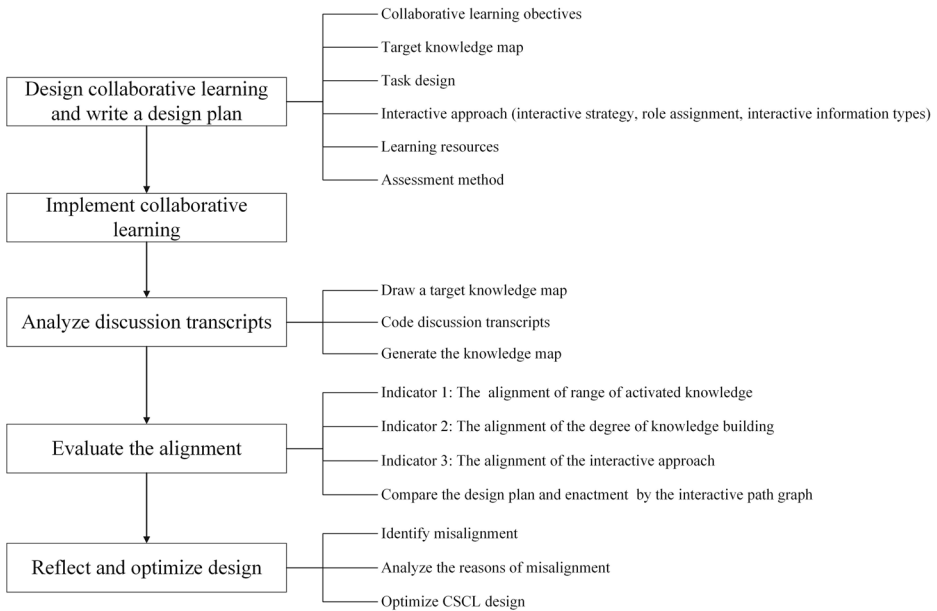 Collaborative learning obectives
Target knowledge map
Task design
Design collaborative learning
and write a design plan
Interactive approach (interactive strategy, role assignment, interactive information types)
Learning resources
Assessment method
Implement collaborative
learning
Draw a target knowledge map
Analyze discussion transcripts
Code discussion transcripts
Generate the knowledge map
Indicator 1: The alignment of range of activated knowledge
Indicator 2: The alignment of the degree of knowledge building
Evaluate the alignment
Indicator 3: The alignment of the interactive approach
Compare the design plan and enactment by the interactive path graph
Identify misalignment
Reflect and optimize design
Analyze the reasons of misalignment
Optimize CSCL design